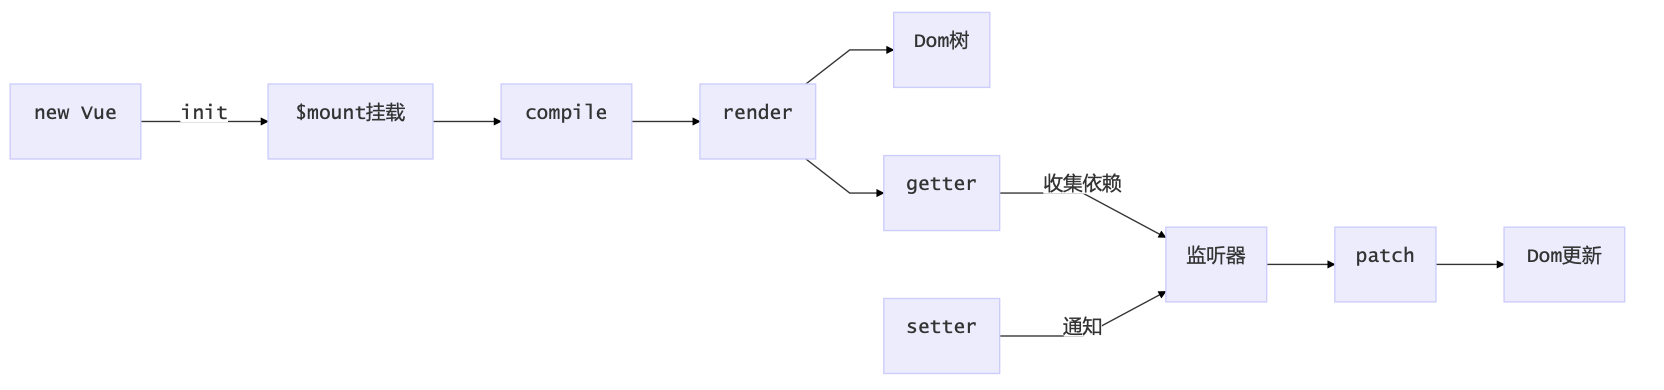 Dom树
new Vue
init
$mount挂载
compile
render
getter
收集依赖
监听器
patch
Dom更新
setter
通知